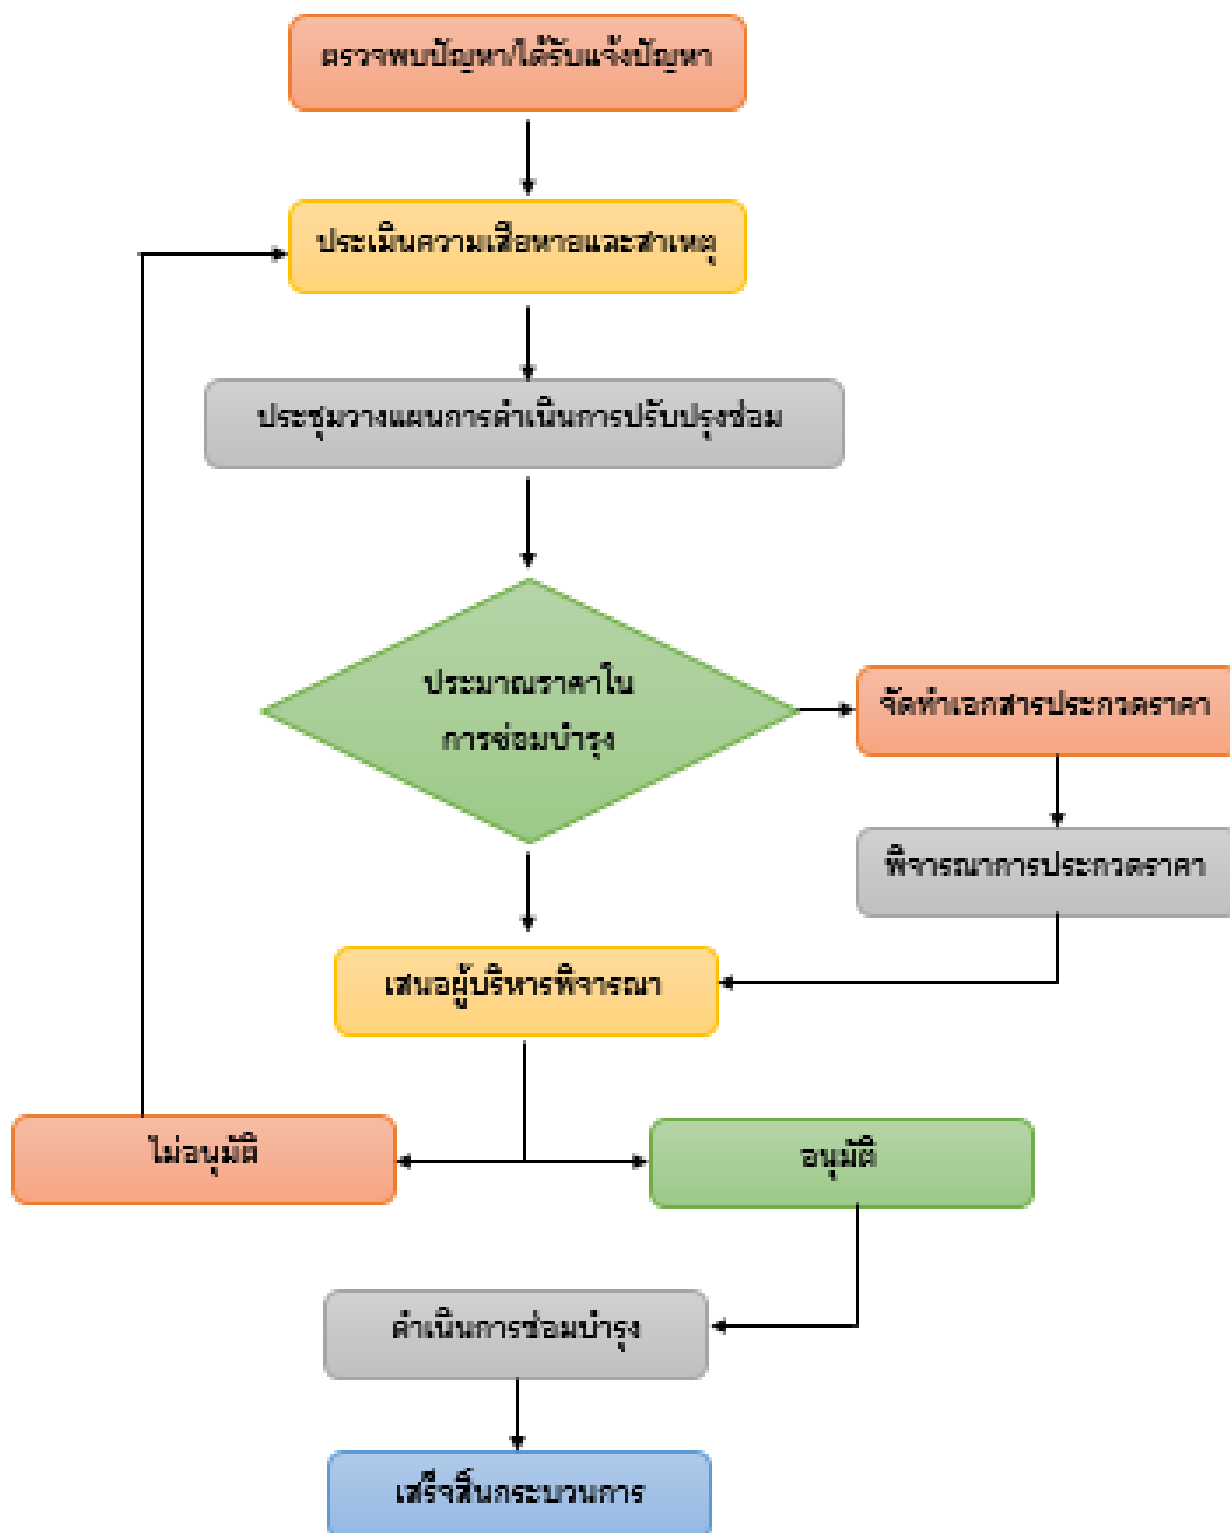 ตรวจพบปัญหา/ได้รับแจ้งปัญหา
ประเมินความเสียหายและสาเหตุ
ประชุมวางแผนการดำเนินการปรับปรุงซ่อม
ประมาณราคาใน
การซ่อมบำรุง
จัดทำเอกสารประกวดราคา
พิจารณาการประกวดราคา
เสนอผู้บริหารพิจารณา
ไม่อนุมัติ
อนุมัติ
ดำเนินการซ่อมบำรุง
เสร็จสิ้นกระบวนการ